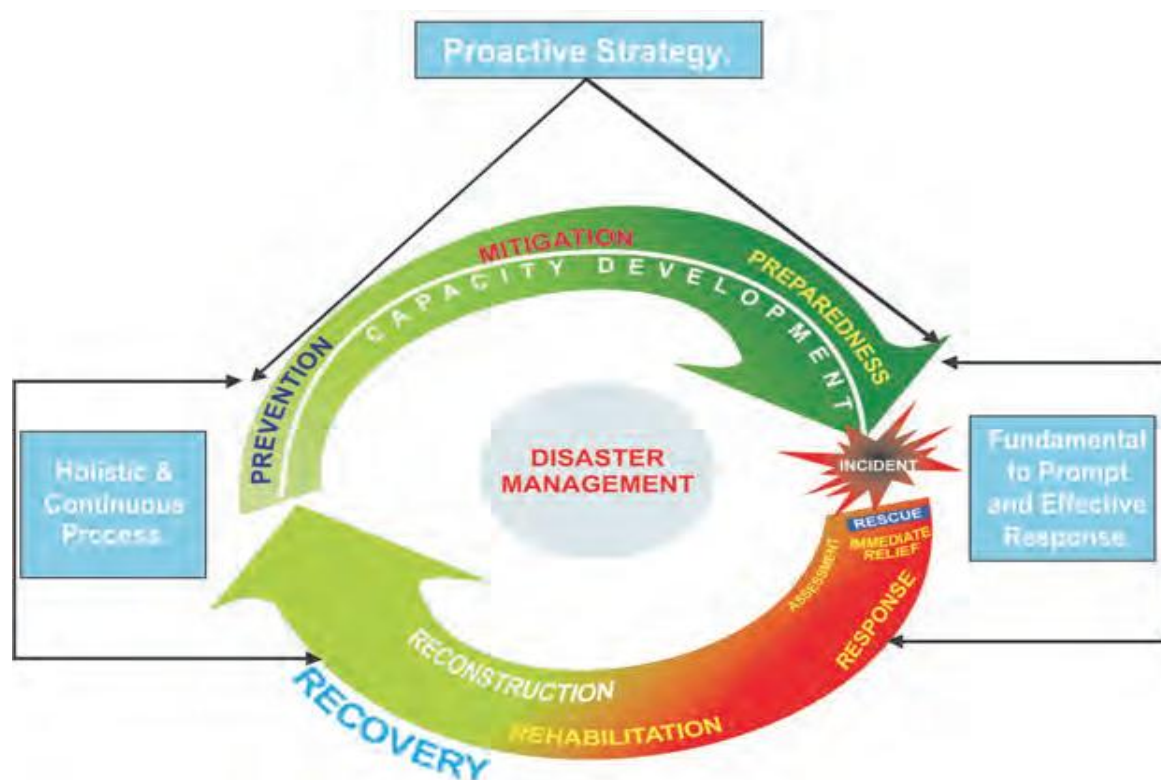 Proactive Strategy.
MITIGATION
CAPACITY DEVELOPMENT
PREPAREDNESS
PREVENTION
Holistic &
Continuous
Process
DISASTER
MANAGEMENT
INCIDENT
Fundamental
to Prompt
and Effective
Response
RESCUE
IMMEDIATE
RELIEF
ASSESSMENT
RESPONSE
RECONSTRUCTION
REHABILITATION
RECOVERY